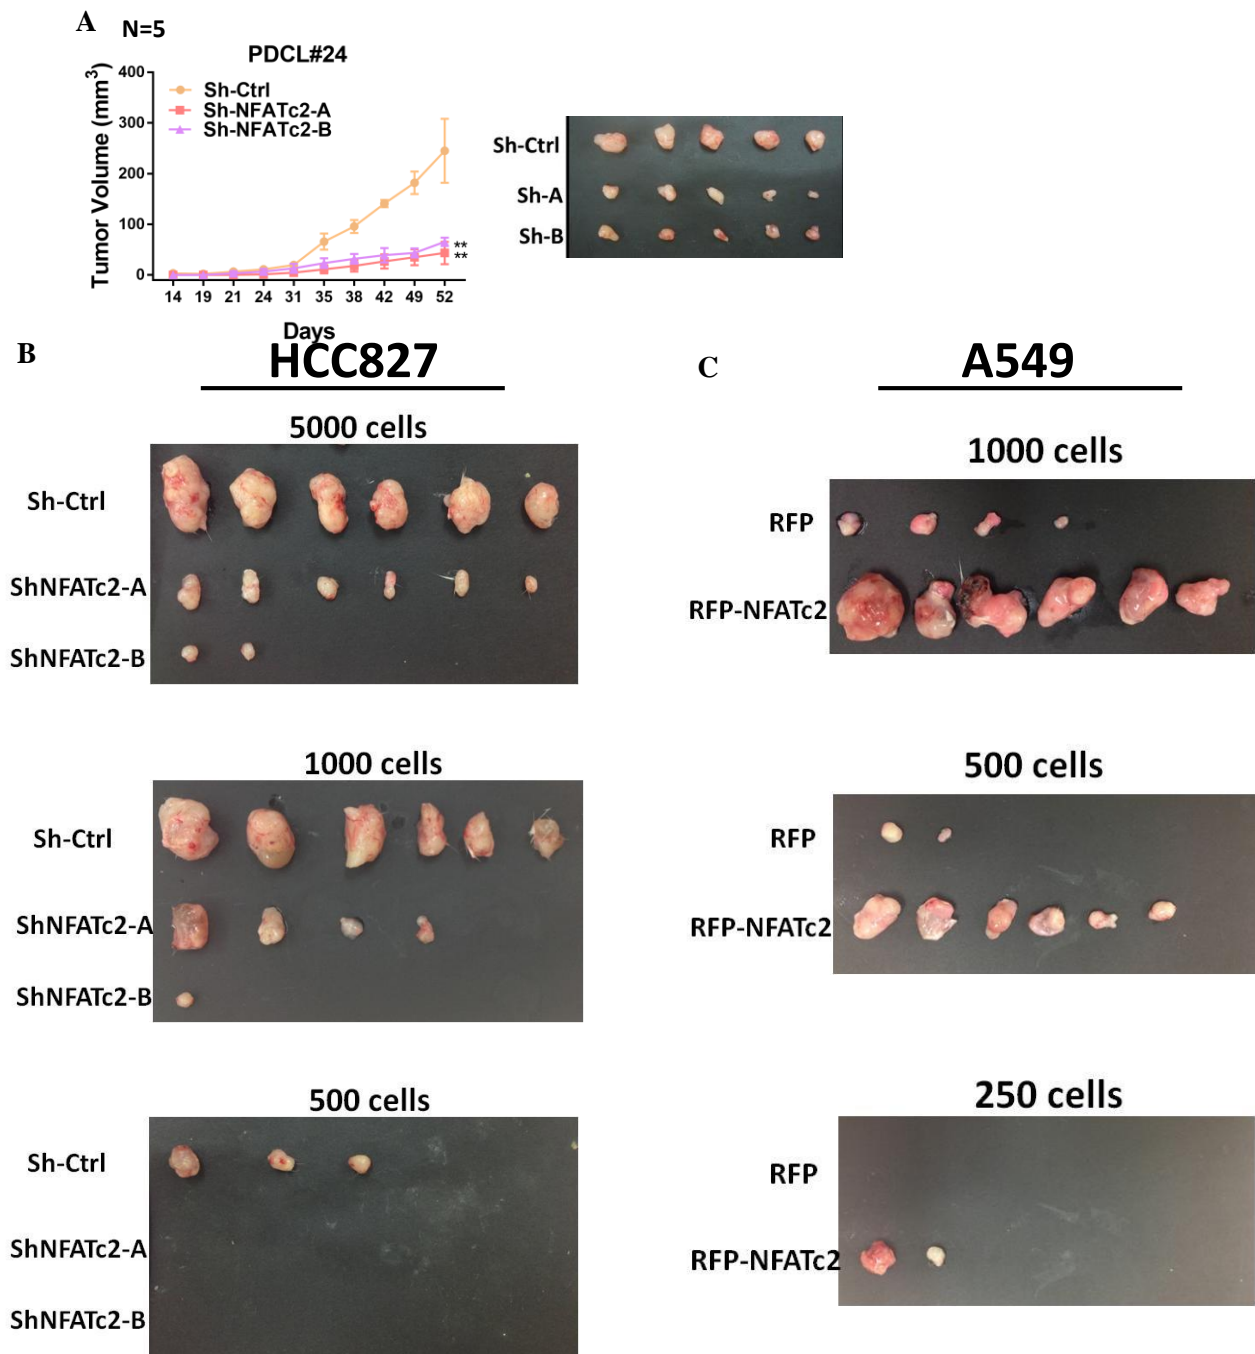 A
N=5
PDCL#24
Tumor Volume (mm³)
400
300
200
100
0
Sh-Ctrl
Sh-NFATc2-A
Sh-NFATc2-B
**
**
14 19 21 24 31 35 38 42 49 52
Days
Sh-Ctrl
Sh-A
Sh-B
B
HCC827
5000 cells
Sh-Ctrl
ShNFATc2-A
ShNFATc2-B
1000 cells
Sh-Ctrl
ShNFATc2-A
ShNFATc2-B
500 cells
Sh-Ctrl
ShNFATc2-A
ShNFATc2-B
C
A549
1000 cells
RFP
RFP-NFATc2
500 cells
RFP
RFP-NFATc2
250 cells
RFP
RFP-NFATc2